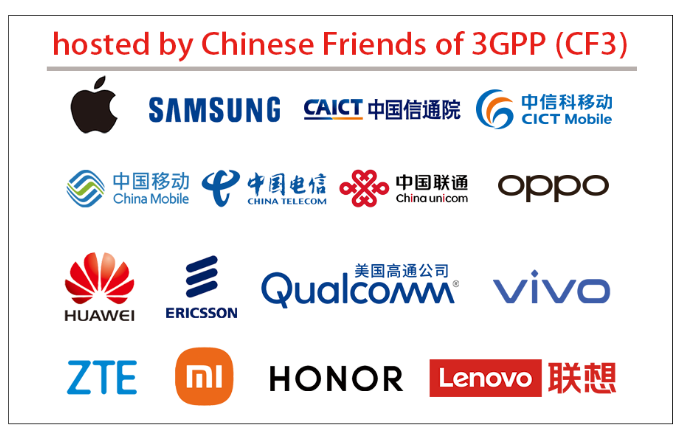 hosted by Chinese Friends of 3GPP (CF3)
SAMSUNG
CAICT 中国信通院
中信科移动
CICT Mobile
中国移动
China Mobile
中国电信
CHINA TELECOM
中国联通
China unicom
oppo
HUAWEI
ERICSSON
美国高通公司
Qualcomm®
vivo
ZTE
mi
HONOR
Lenovo 联想